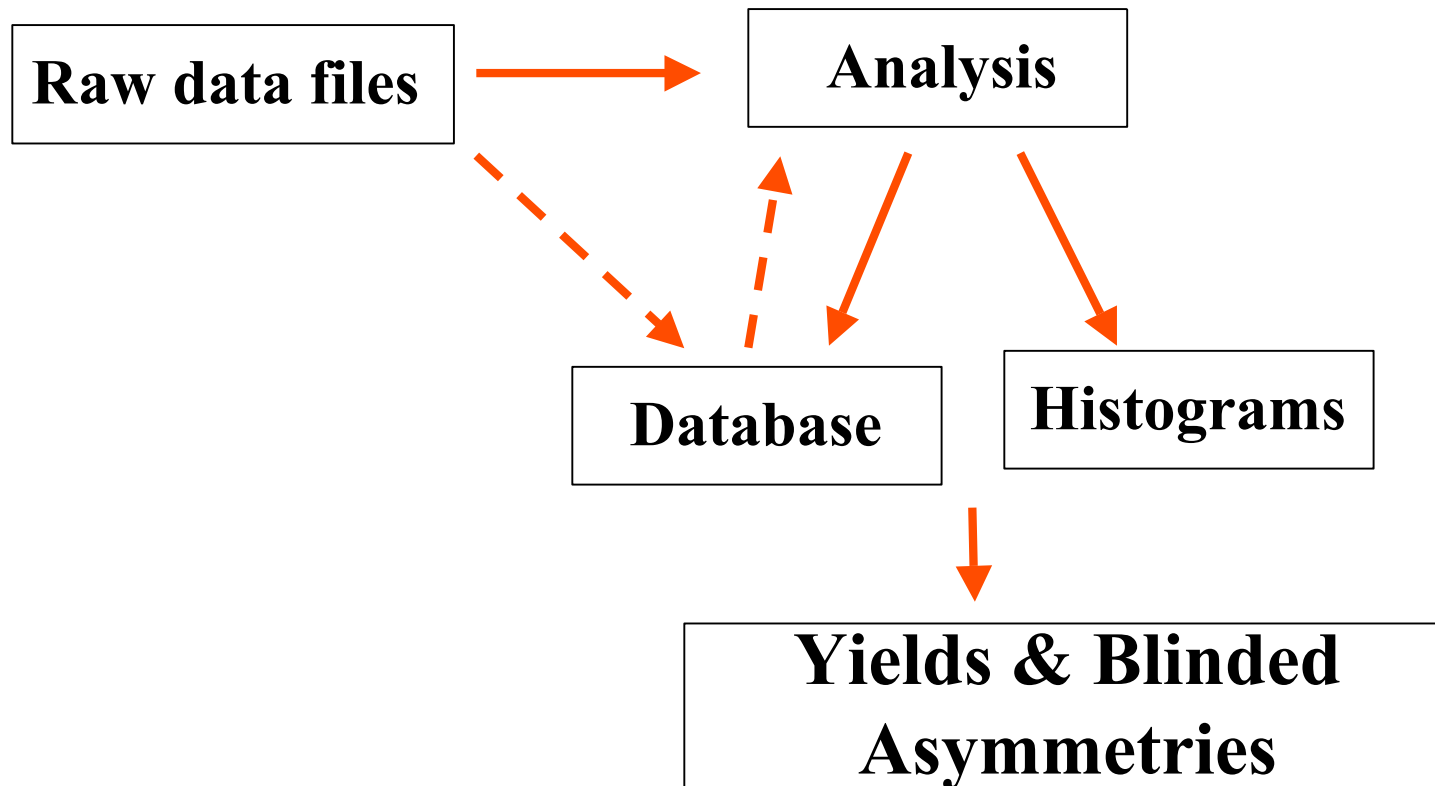 Raw data files
Analysis
Database
Histograms
Yields & Blinded
Asymmetries